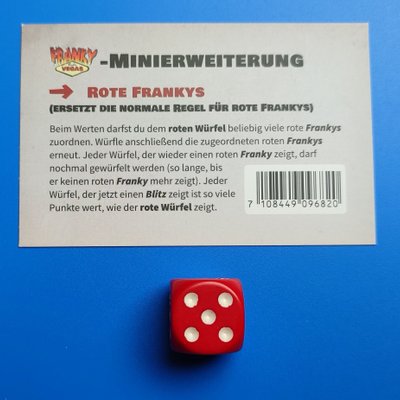 FRANKY VEGAS -MINIERWEITERUNG
→ ROTE FRANKYS
(ERSETZT DIE NORMALE REGEL FÜR ROTE FRANKYS)
Beim Werten darfst du dem roten Würfel beliebig viele rote Frankys
zuordnen. Würfle anschließend die zugeordneten roten Frankys
erneut. Jeder Würfel, der wieder einen roten Franky zeigt, darf
nochmal gewürfelt werden (so lange, bis
er keinen roten Franky mehr zeigt). Jeder
Würfel, der jetzt einen Blitz zeigt ist so viele
Punkte wert, wie der rote Würfel zeigt.
7 108449 096820